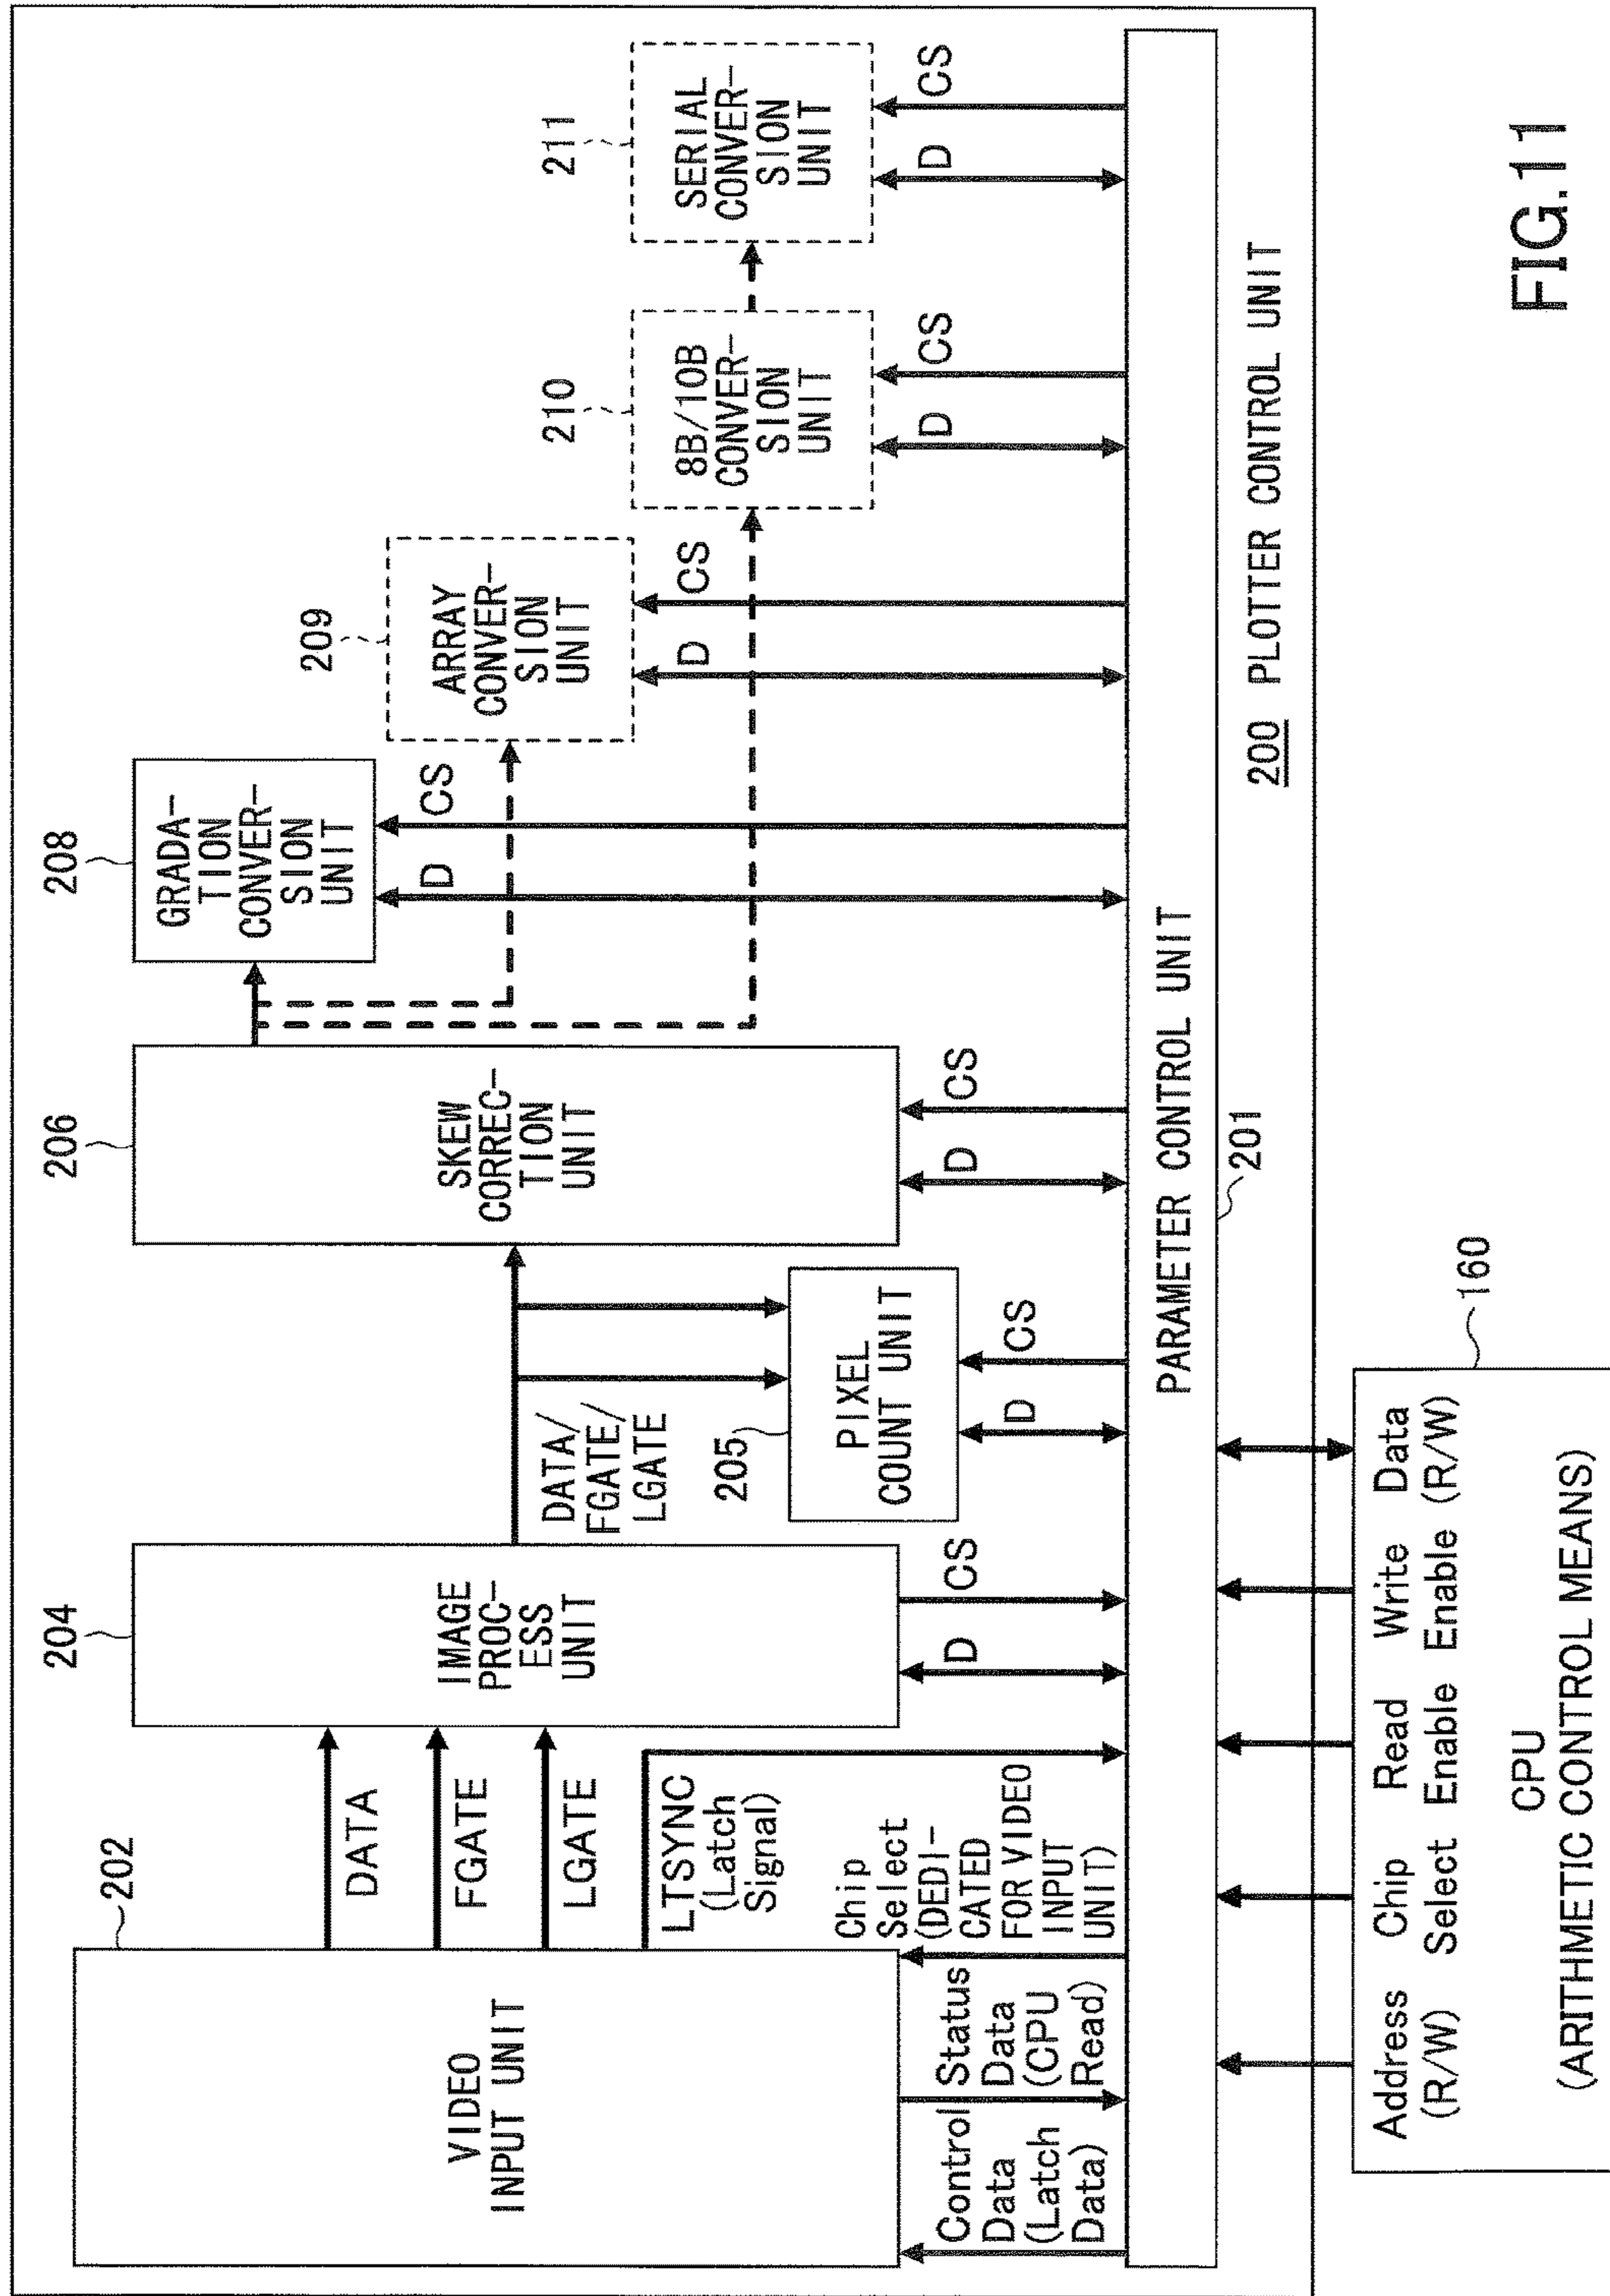 202
VIDEO
INPUT UNIT
DATA
FGATE
LGATE
LTSYNC
(Latch
Signal)
Control
Data
(Latch
Data)
Status
Data
(CPU
Read)
Chip
Select
(DEDI-
CATED
FOR VIDEO
INPUT
UNIT)
204
IMAGE
PROC-
ESS
UNIT
D
CS
DATA/
FGATE/
LGATE
205
PIXEL
COUNT UNIT
D
CS
206
SKEW
CORREC-
TION
UNIT
D
CS
208
GRADA-
TION
CONVER-
SION
UNIT
D
CS
209
ARRAY
CONVER-
SION
UNIT
D
CS
210
8B/10B
CONVER-
SION
UNIT
D
CS
211
SERIAL
CONVER-
SION
UNIT
D
CS
PARAMETER CONTROL UNIT
201
200 PLOTTER CONTROL UNIT
160
Address
(R/W)
Chip
Select
Read
Enable
Write
Enable
Data
(R/W)
CPU
(ARITHMETIC CONTROL MEANS)
FIG.11